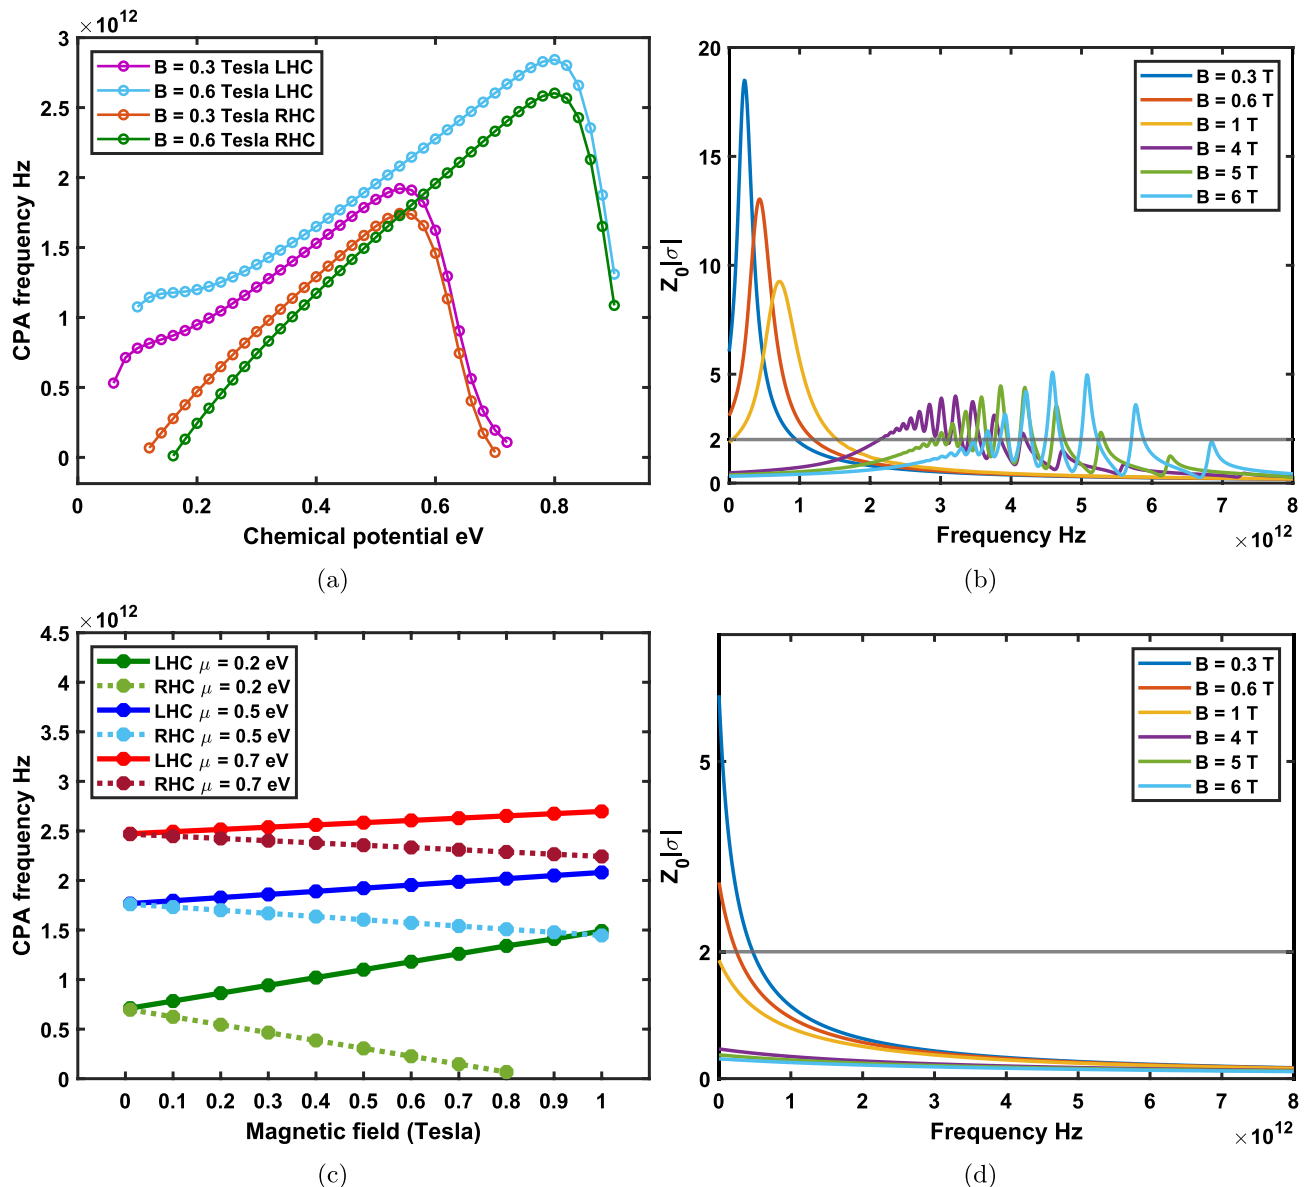 ×10^12
3
2.5
2
1.5
1
0.5
0
CPA frequency Hz
B = 0.3 Tesla LHC
B = 0.6 Tesla LHC
B = 0.3 Tesla RHC
B = 0.6 Tesla RHC
0 0.2 0.4 0.6 0.8
Chemical potential eV
(a)
20
15
10
5
2
0
Z_0|σ|
B = 0.3 T
B = 0.6 T
B = 1 T
B = 4 T
B = 5 T
B = 6 T
0 1 2 3 4 5 6 7 8
Frequency Hz
×10^12
(b)
×10^12
4.5
4
3.5
3
2.5
2
1.5
1
0.5
0
CPA frequency Hz
LHC μ = 0.2 eV
RHC μ = 0.2 eV
LHC μ = 0.5 eV
RHC μ = 0.5 eV
LHC μ = 0.7 eV
RHC μ = 0.7 eV
0 0.1 0.2 0.3 0.4 0.5 0.6 0.7 0.8 0.9 1
Magnetic field (Tesla)
(c)
5
2
0
Z_0|σ|
B = 0.3 T
B = 0.6 T
B = 1 T
B = 4 T
B = 5 T
B = 6 T
0 1 2 3 4 5 6 7 8
Frequency Hz
×10^12
(d)